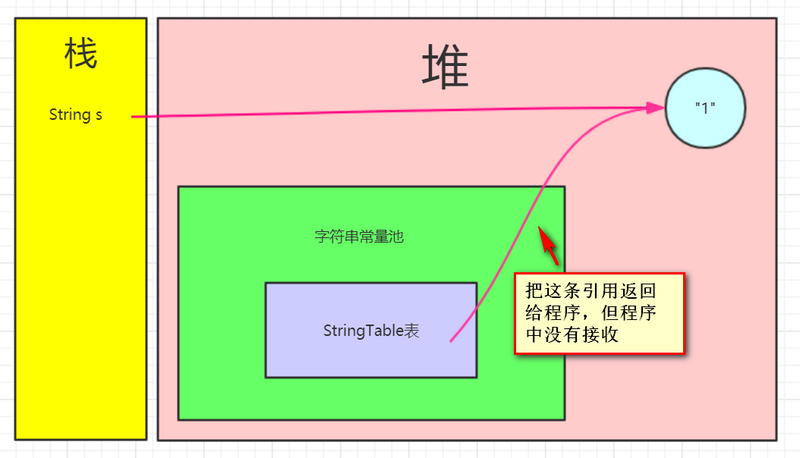 栈
堆
String s
"1"
字符串常量池
StringTable表
把这条引用返回
给程序，但程序
中没有接收